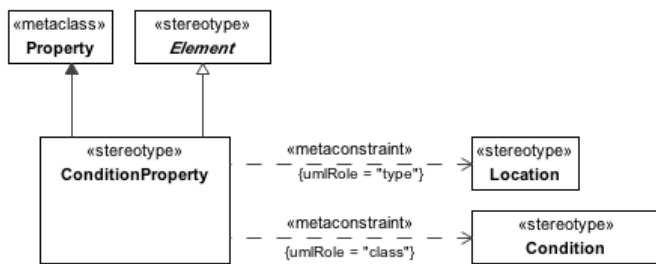 «metaclass»
Property
«stereotype»
Element
«stereotype»
ConditionProperty
«metaconstraint»
{umlRole = "type"}
«stereotype»
Location
«metaconstraint»
{umlRole = "class"}
«stereotype»
Condition